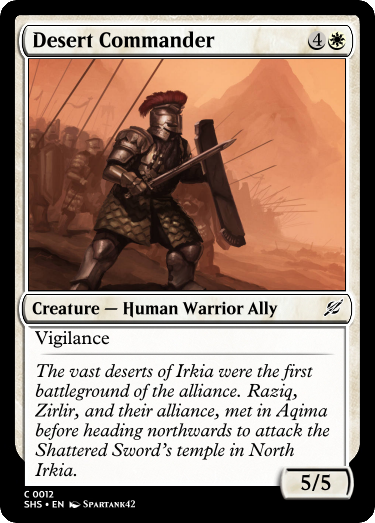 Desert Commander 4
Creature — Human Warrior Ally
Vigilance
The vast deserts of Irkia were the first
battleground of the alliance. Raziq,
Zirlir, and their alliance, met in Aqima
before heading northwards to attack the
Shattered Sword's temple in North
Irkia.
5/5
C 0012
SHS • EN Spartank42